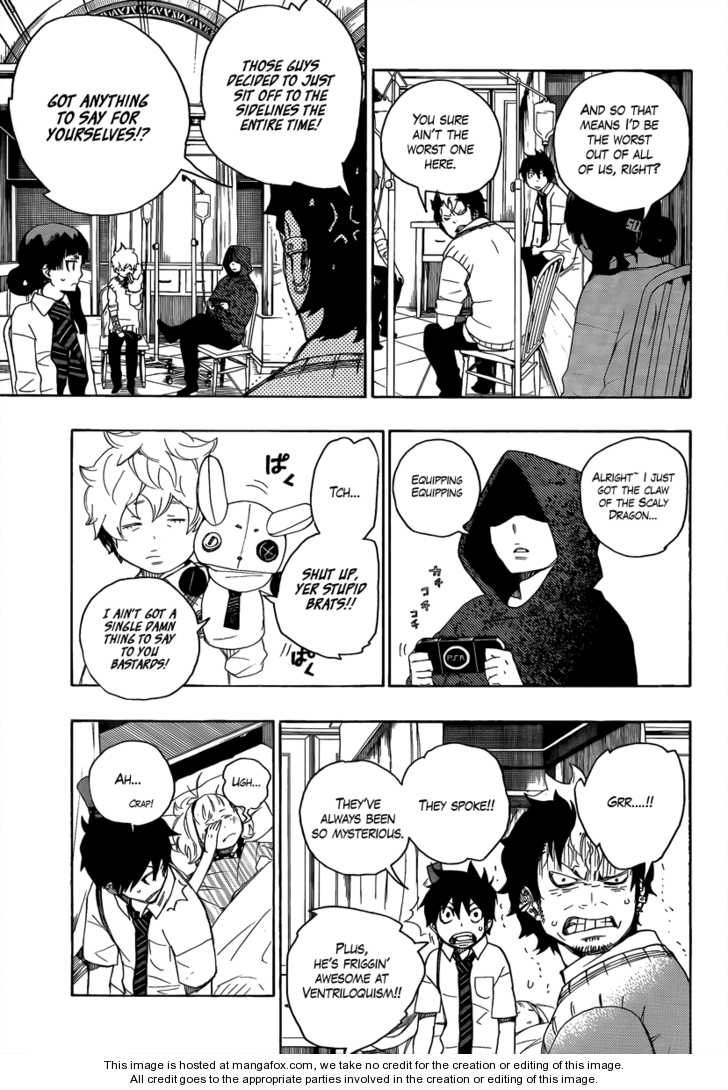 AND SO THAT
MEANS I'D BE
THE WORST
OUT OF ALL
OF US, RIGHT?
YOU SURE
AIN'T THE
WORST ONE
HERE.
THOSE GUYS
DECIDED TO JUST
SIT OFF TO THE
SIDELINES THE
ENTIRE TIME!
GOT ANYTHING
TO SAY FOR
YOURSELVES!?
ALRIGHT~ I JUST
GOT THE CLAW
OF THE SCALY
DRAGON...
EQUIPPING
EQUIPPING
コキコキ
PSP
TCH...
ぱく
SHUT UP,
YER STUPID
BRATS!!
ぱく
I AIN'T GOT A
SINGLE DAMN
THING TO SAY
TO YOU
BASTARDS!
GRR.....!!
THEY SPOKE!!
THEY'VE
ALWAYS BEEN
SO MYSTERIOUS.
PLUS,
HE'S FRIGGIN'
AWESOME AT
VENTRILOQUISM!!
UGH...
AH...
CRAP!
This image is hosted at mangafox.com, we take no credit for the creation or editing of this image.
All credit goes to the appropriate parties involved in the creation or editing of this image.